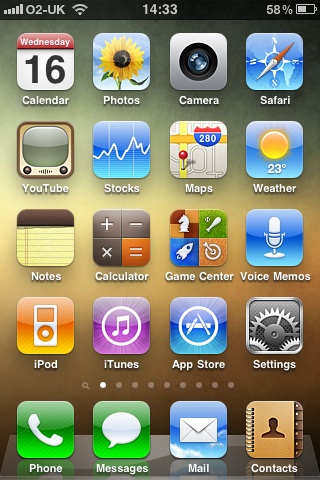 O2-UK 14:33 58%
Wednesday
16
280
23°
Calendar Photos Camera Safari
YouTube Stocks Maps Weather
Notes Calculator Game Center Voice Memos
iPod iTunes App Store Settings
Phone Messages Mail Contacts